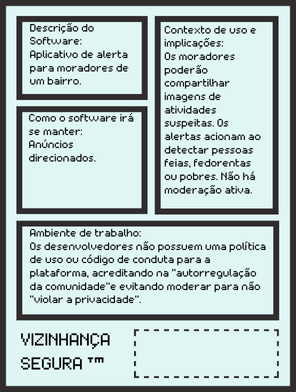 Descrição do
Software:
Aplicativo de alerta
para moradores de
um bairro.
Como o software irá
se manter:
Anúncios
direcionados.
Contexto de uso e
implicações:
Os moradores
poderão
compartilhar
imagens de
atividades
suspeitas. Os
alertas acionam ao
detectar pessoas
feias, fedorentas
ou pobres. Não há
moderação ativa.
Ambiente de trabalho:
Os desenvolvedores não possuem uma política
de uso ou código de conduta para a
plataforma, acreditando na "autorregulação
da comunidade"e evitando moderar para não
"violar a privacidade".
VIZINHANÇA
SEGURA ™